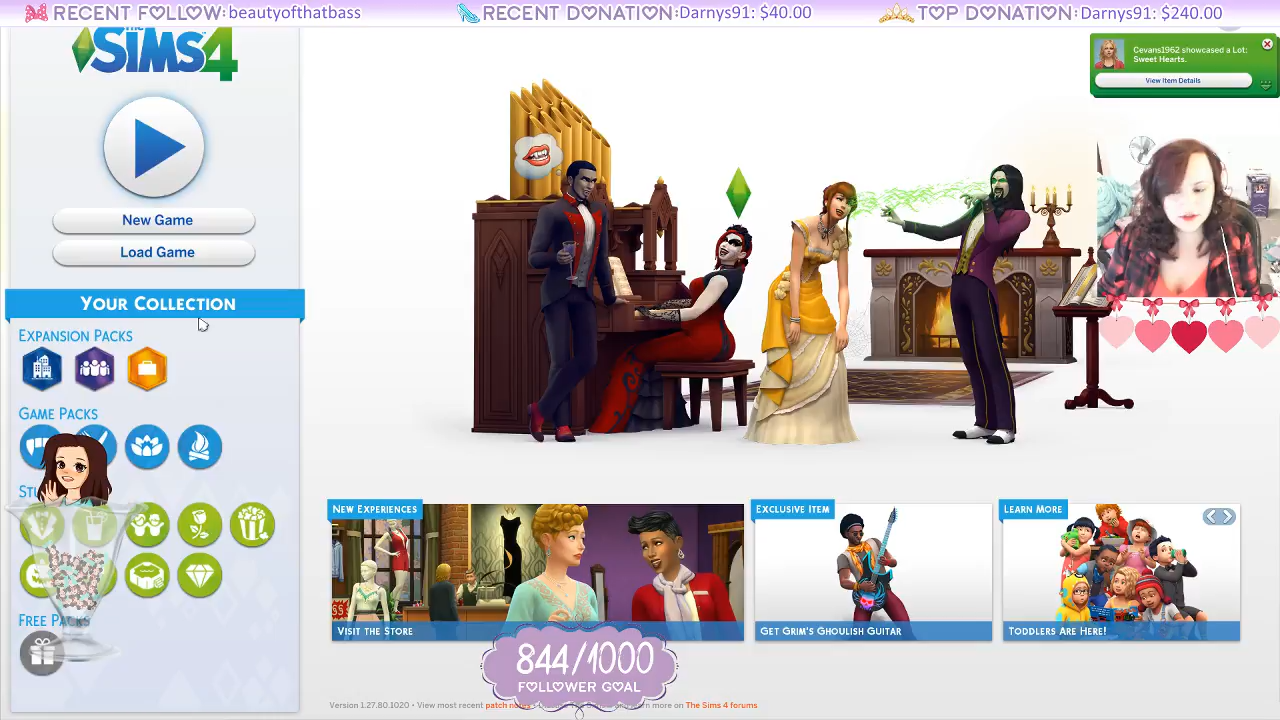 RECENT FOLLOW: beautyofthatbass
RECENT DONATION: Darnys91: $40.00
TOP DONATION: Darnys91: $240.00
THE SIMS 4
Cevans1962 showcased a Lot:
Sweet Hearts.
View Item Details
New Game
Load Game
YOUR COLLECTION
EXPANSION PACKS
GAME PACKS
FREE PACKS
NEW EXPERIENCES
VISIT THE STORE
EXCLUSIVE ITEM
GET GRIM'S GHOULISH GUITAR
LEARN MORE
TODDLERS ARE HERE!
844/1000
FOLLOWER GOAL
Version 1.27.80.1020 • View most recent patch more on The Sims 4 forums